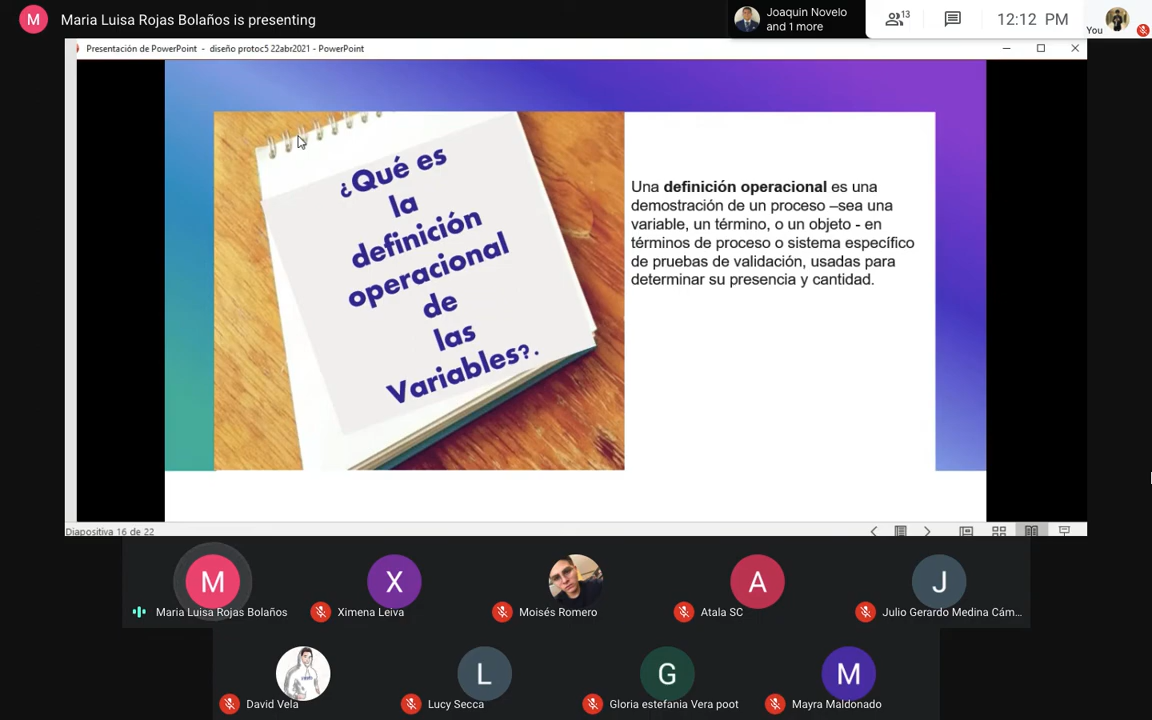 M
Maria Luisa Rojas Bolaños is presenting
Joaquin Novelo
and 1 more
13
12:12 PM
You
Presentación de PowerPoint - diseño protoc5 22abr2021 - PowerPoint
¿Qué es
la
definición
operacional
de
las
Variables?.
Una definición operacional es una
demostración de un proceso –sea una
variable, un término, o un objeto - en
términos de proceso o sistema específico
de pruebas de validación, usadas para
determinar su presencia y cantidad.
Diapositiva 16 de 22
M
X
A
J
Maria Luisa Rojas Bolaños
Ximena Leiva
Moisés Romero
Atala SC
Julio Gerardo Medina Cám...
L
G
M
David Vela
Lucy Secca
Gloria estefania Vera poot
Mayra Maldonado